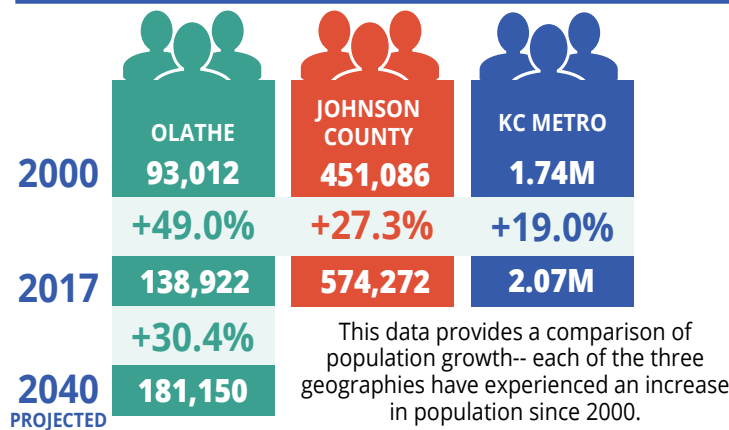 OLATHE
JOHNSON
COUNTY
KC METRO
2000
93,012
451,086
1.74M
+49.0%
+27.3%
+19.0%
2017
138,922
574,272
2.07M
+30.4%
2040
PROJECTED
181,150
This data provides a comparison of
population growth-- each of the three
geographies have experienced an increase
in population since 2000.